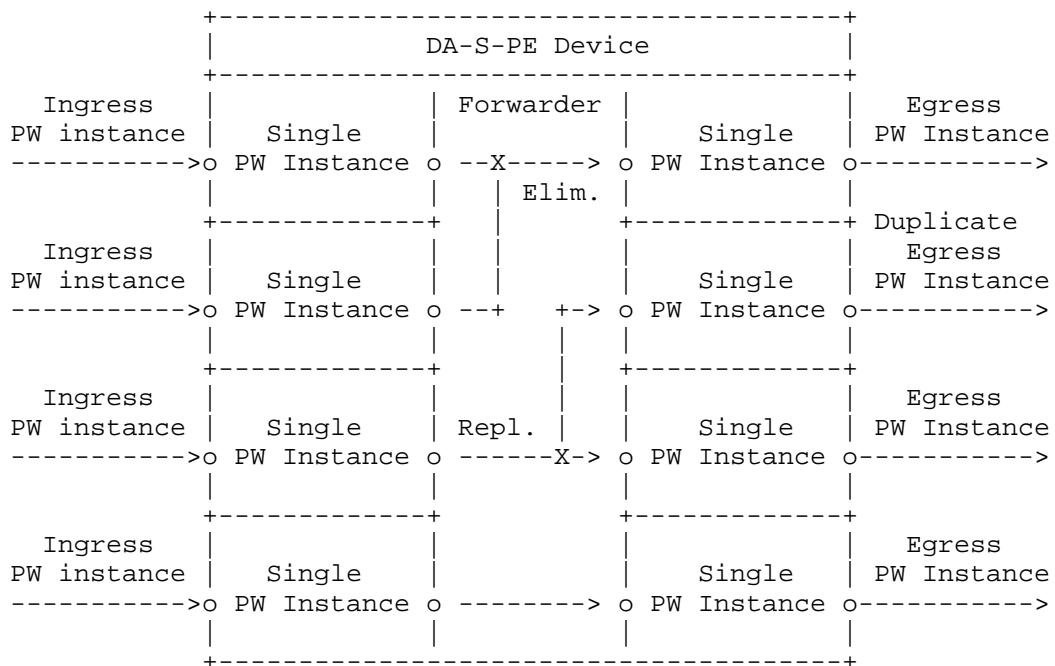 DA-S-PE Device
Ingress Forwarder Egress
PW instance Single Single PW Instance
PW Instance o --X-----> o PW Instance
Elim.
Duplicate
Ingress Egress
PW instance Single Single PW Instance
PW Instance o --+ +-> o PW Instance
Ingress Egress
PW instance Single Repl. Single PW Instance
PW Instance o ------X-> o PW Instance
Ingress Egress
PW instance Single Single PW Instance
PW Instance o --------> o PW Instance